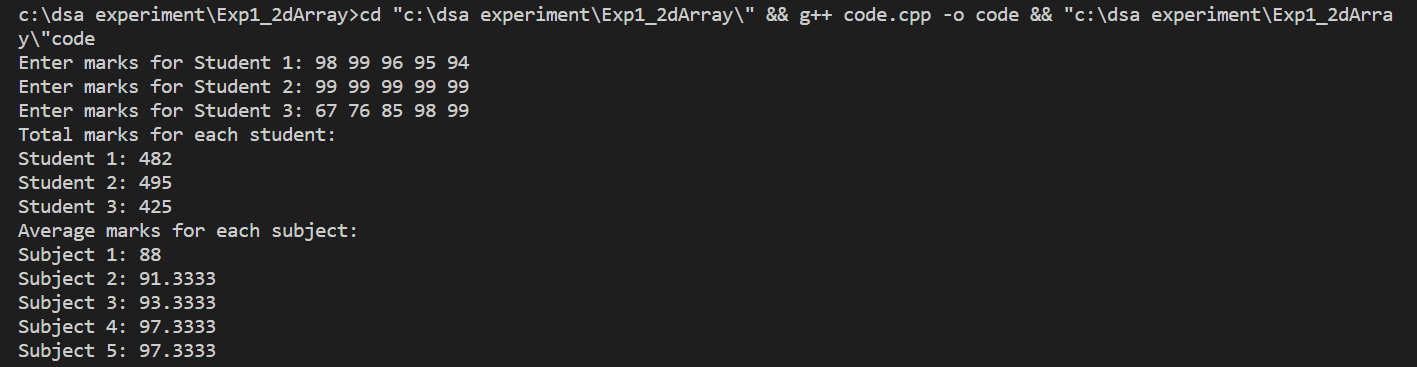 c:\dsa experiment\Exp1_2dArray>cd "c:\dsa experiment\Exp1_2dArray\" && g++ code.cpp -o code && "c:\dsa experiment\Exp1_2dArra
y\"code
Enter marks for Student 1: 98 99 96 95 94
Enter marks for Student 2: 99 99 99 99 99
Enter marks for Student 3: 67 76 85 98 99
Total marks for each student:
Student 1: 482
Student 2: 495
Student 3: 425
Average marks for each subject:
Subject 1: 88
Subject 2: 91.3333
Subject 3: 93.3333
Subject 4: 97.3333
Subject 5: 97.3333